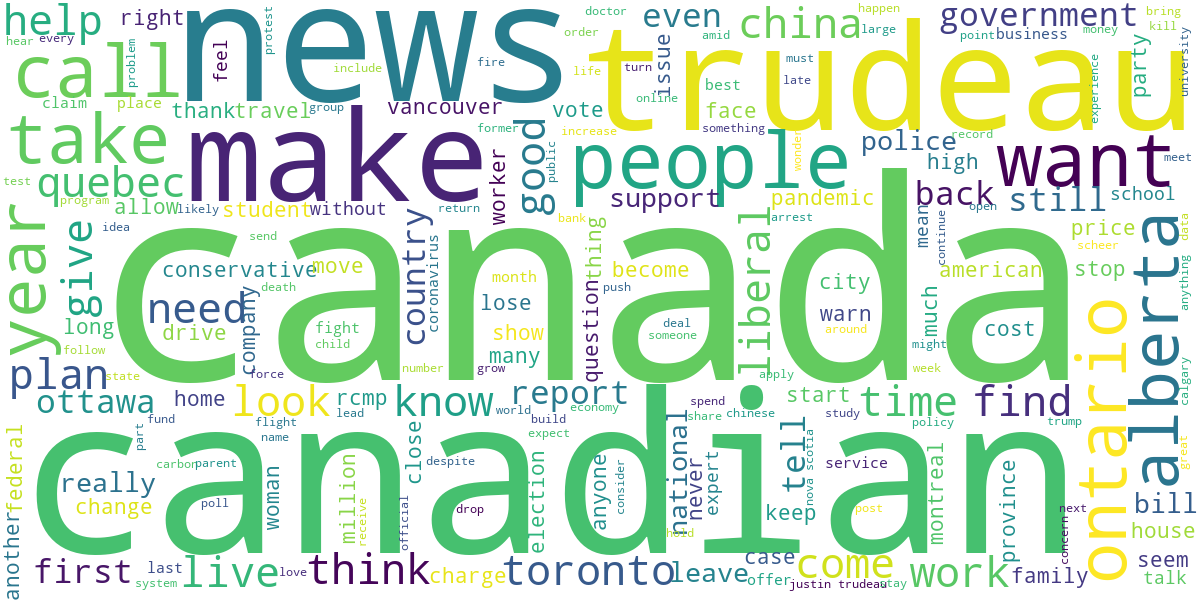 help
right
news
protest
doctor
order
even
china
happen
large
government
bring
kill
hear
every
call
problem
feel
include
fire
life
turn
issue
amid
trudeau
must
late
point
business
money
party
university
claim
place
thank
travel
group
vancouver
vote
online
best
face
experience
take
make
former
increase
something
good
public
people
wonder
police
record
high
want
meet
test
quebec
program
allow
likely
student
without
return
worker
bank
support
pandemic
arrest
back
open
still
school
year
give
idea
send
canada
country
coronavirus
thing
liberal
mean
continue
price
scheer
data
alberta
conservative
move
death
month
become
push
city
american
stop
anything
need
company
drive
fight
child
lose
show
many
question
deal
someone
warn
around
much
might
cost
long
follow
number
grow
apply
week
ontario
plan
state
force
ottawa
home
look
rcmp
lead
know
report
world
economy
spend
share
chinese
start
study
time
policy
find
trump
calgary
fund
flight
name
build
expect
canadian
federal
part
carbon
parent
close
despite
national
tell
nova scotia
great
really
change
poll
woman
million
receive
official
drop
election
anyone
consider
never
expert
service
keep
post
montreal
province
next
bill
another
hold
concern
house
first
last
system
live
love
think
charge
toronto
leave
case
offer
come
justin trudeau
stay
work
family
seem
talk